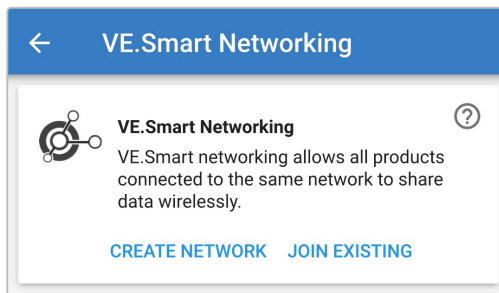 VE.Smart Networking
VE.Smart Networking
VE.Smart networking allows all products
connected to the same network to share
data wirelessly.
CREATE NETWORK JOIN EXISTING